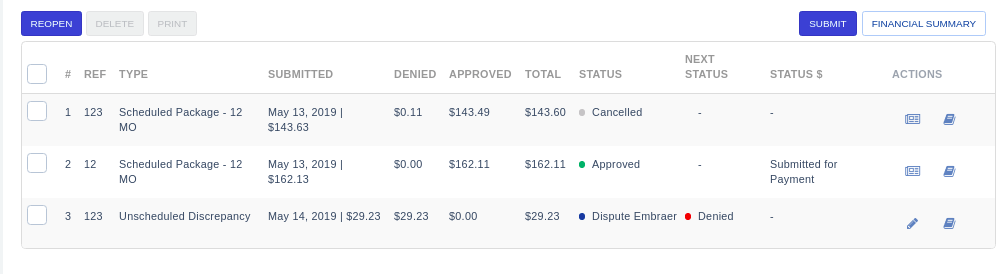 REOPEN DELETE PRINT SUBMIT FINANCIAL SUMMARY
# REF TYPE SUBMITTED DENIED APPROVED TOTAL STATUS NEXT STATUS STATUS $ ACTIONS
1 123 Scheduled Package - 12 MO May 13, 2019 | $143.63 $0.11 $143.49 $143.60 Cancelled - -
2 12 Scheduled Package - 12 MO May 13, 2019 | $162.13 $0.00 $162.11 $162.11 Approved - Submitted for Payment
3 123 Unscheduled Discrepancy May 14, 2019 | $29.23 $29.23 $0.00 $29.23 Dispute Embraer Denied -